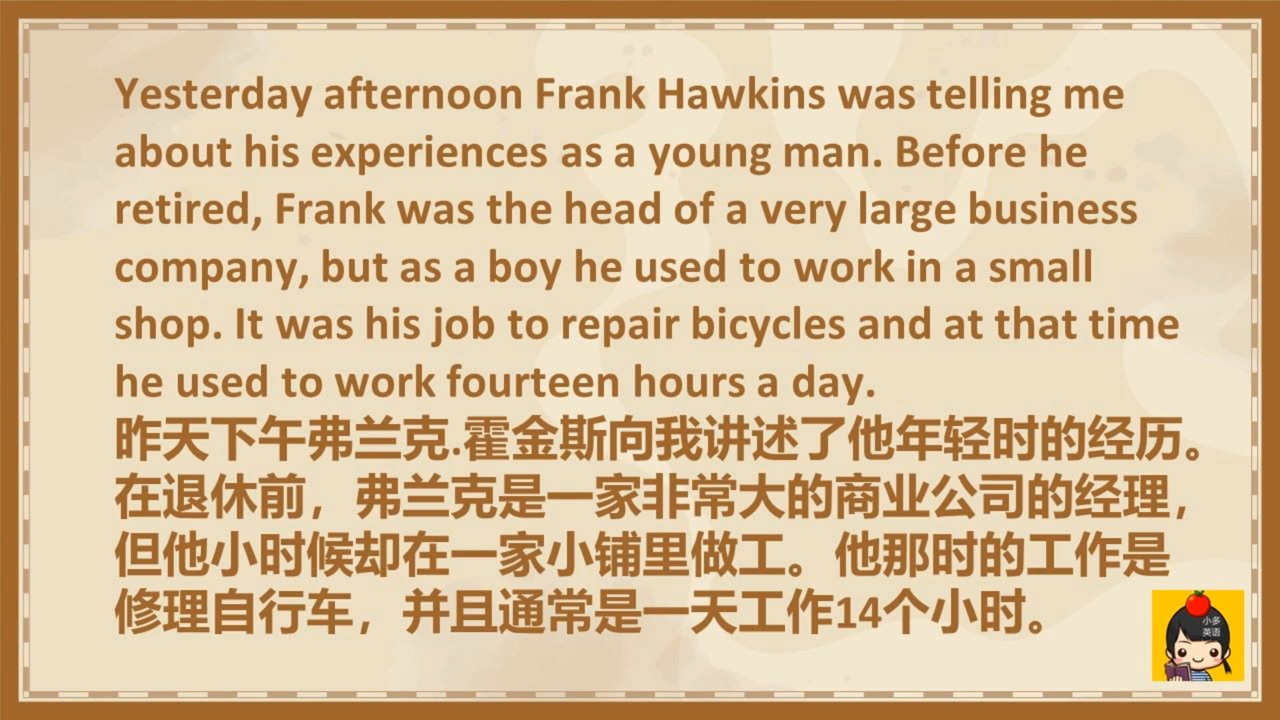 Yesterday afternoon Frank Hawkins was telling me
about his experiences as a young man. Before he
retired, Frank was the head of a very large business
company, but as a boy he used to work in a small
shop. It was his job to repair bicycles and at that time
he used to work fourteen hours a day.
昨天下午弗兰克.霍金斯向我讲述了他年轻时的经历。
在退休前，弗兰克是一家非常大的商业公司的经理，
但他小时候却在一家小铺里做工。他那时的工作是
修理自行车，并且通常是一天工作14个小时。
小多
英语